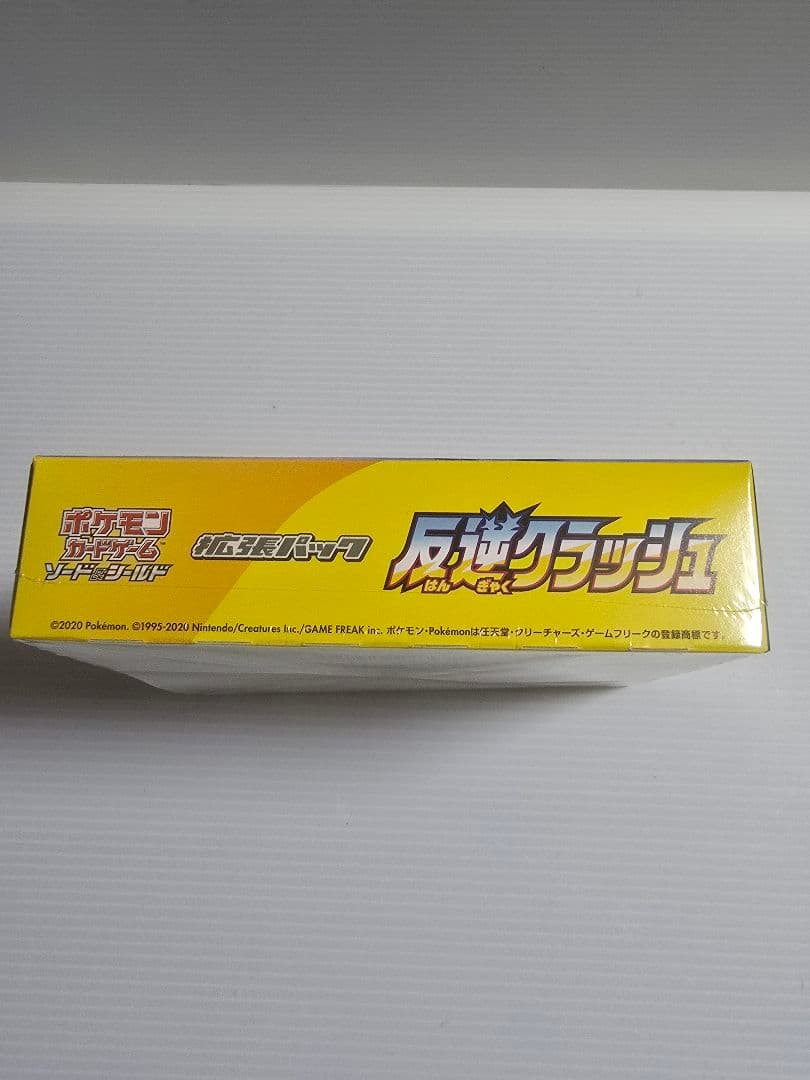 ポケモン
カードゲーム
ソード&シールド
拡張パック
反逆クラッシュ
はん ぎゃく
©2020 Pokémon. ©1995-2020 Nintendo/Creatures Inc./GAME FREAK inc. ポケモン・Pokémonは任天堂・クリーチャーズ・ゲームフリークの登録商標です。